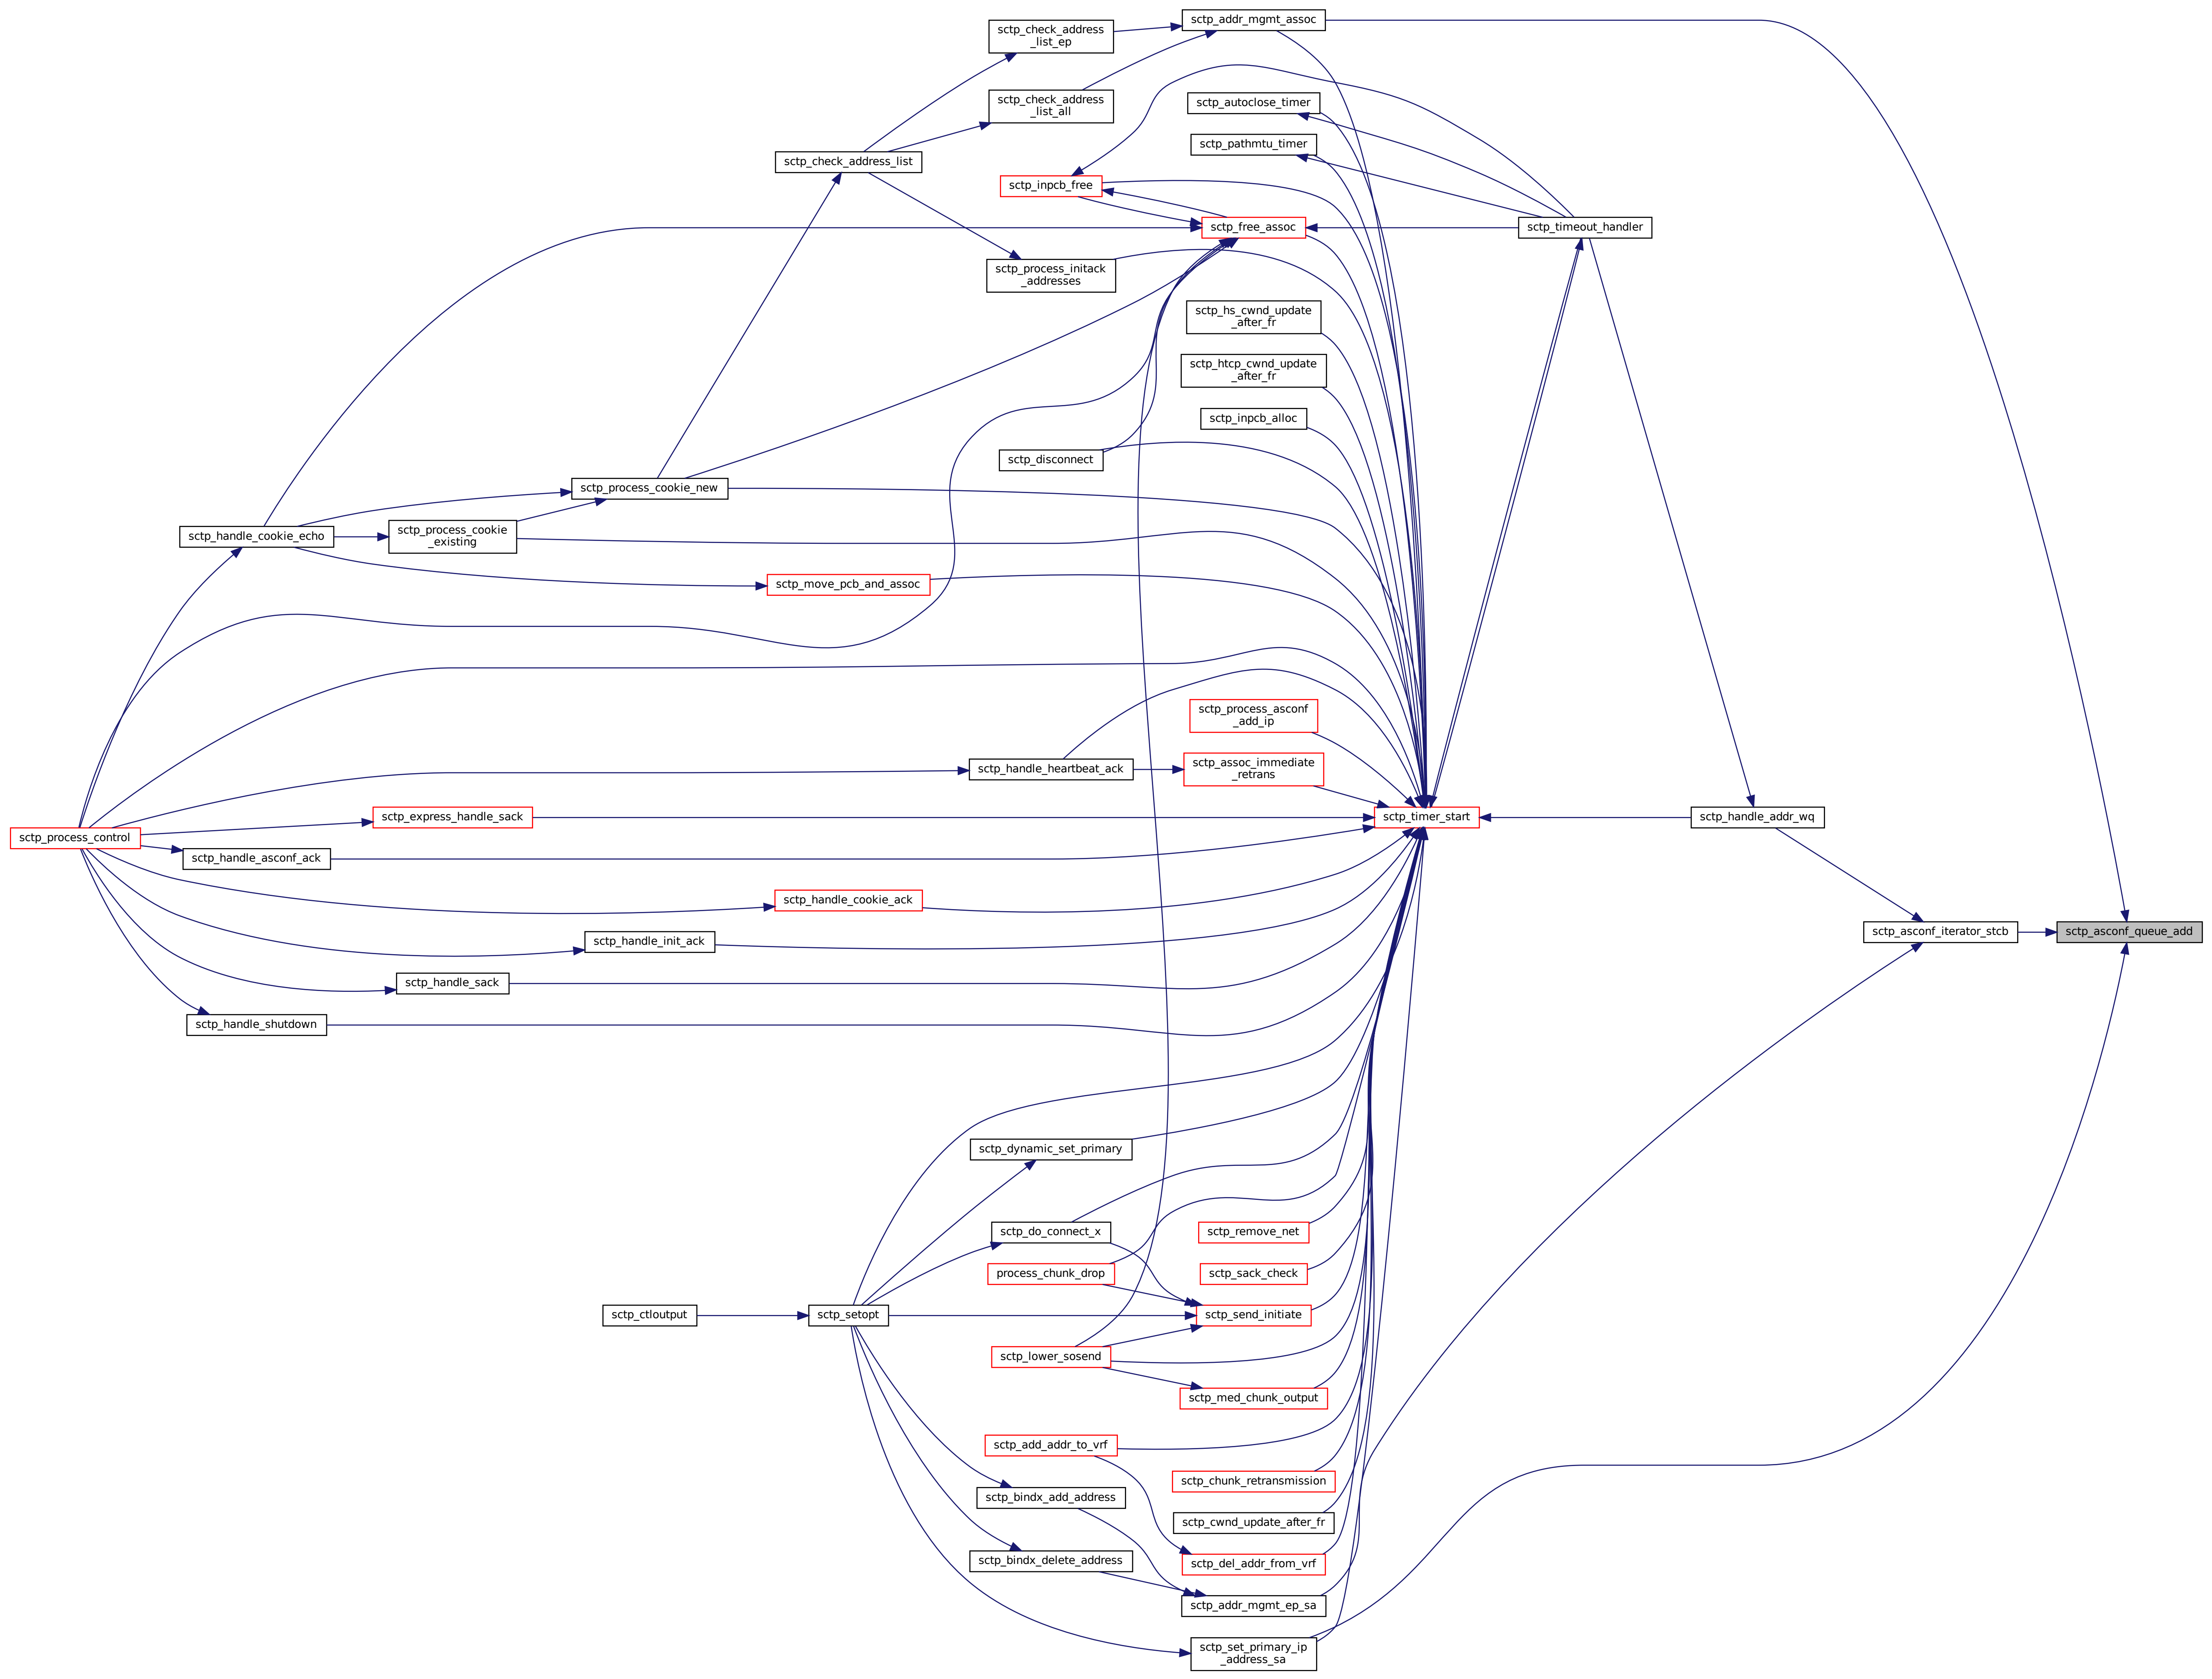 sctp_addr_mgmt_assoc
sctp_check_address
_list_ep
sctp_check_address
_list_all
sctp_autoclose_timer
sctp_pathmtu_timer
sctp_check_address_list
sctp_inpcb_free
sctp_free_assoc
sctp_timeout_handler
sctp_process_initack
_addresses
sctp_hs_cwnd_update
_after_fr
sctp_htcp_cwnd_update
_after_fr
sctp_inpcb_alloc
sctp_disconnect
sctp_process_cookie_new
sctp_handle_cookie_echo
sctp_process_cookie
_existing
sctp_move_pcb_and_assoc
sctp_process_asconf
_add_ip
sctp_handle_heartbeat_ack
sctp_assoc_immediate
_retrans
sctp_process_control
sctp_express_handle_sack
sctp_timer_start
sctp_handle_addr_wq
sctp_handle_asconf_ack
sctp_handle_cookie_ack
sctp_handle_init_ack
sctp_asconf_iterator_stcb
sctp_asconf_queue_add
sctp_handle_sack
sctp_handle_shutdown
sctp_dynamic_set_primary
sctp_do_connect_x
sctp_remove_net
process_chunk_drop
sctp_sack_check
sctp_ctloutput
sctp_setopt
sctp_send_initiate
sctp_lower_sosend
sctp_med_chunk_output
sctp_add_addr_to_vrf
sctp_chunk_retransmission
sctp_bindx_add_address
sctp_cwnd_update_after_fr
sctp_bindx_delete_address
sctp_del_addr_from_vrf
sctp_addr_mgmt_ep_sa
sctp_set_primary_ip
_address_sa